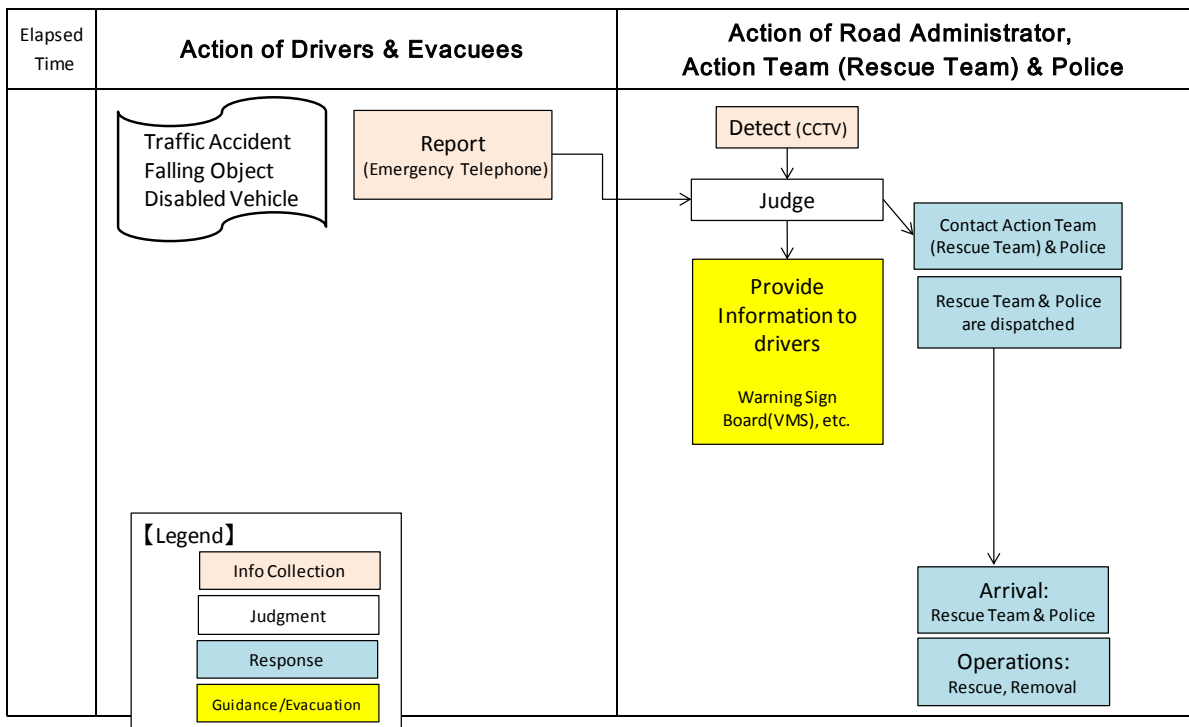 Elapsed
Time
Action of Drivers & Evacuees
Action of Road Administrator,
Action Team (Rescue Team) & Police
Traffic Accident
Falling Object
Disabled Vehicle
Report
(Emergency Telephone)
Detect (CCTV)
Judge
Contact Action Team
(Rescue Team) & Police
Provide
Information to
drivers
Warning Sign
Board(VMS), etc.
Rescue Team & Police
are dispatched
【Legend】
Info Collection
Judgment
Response
Guidance/Evacuation
Arrival:
Rescue Team & Police
Operations:
Rescue, Removal